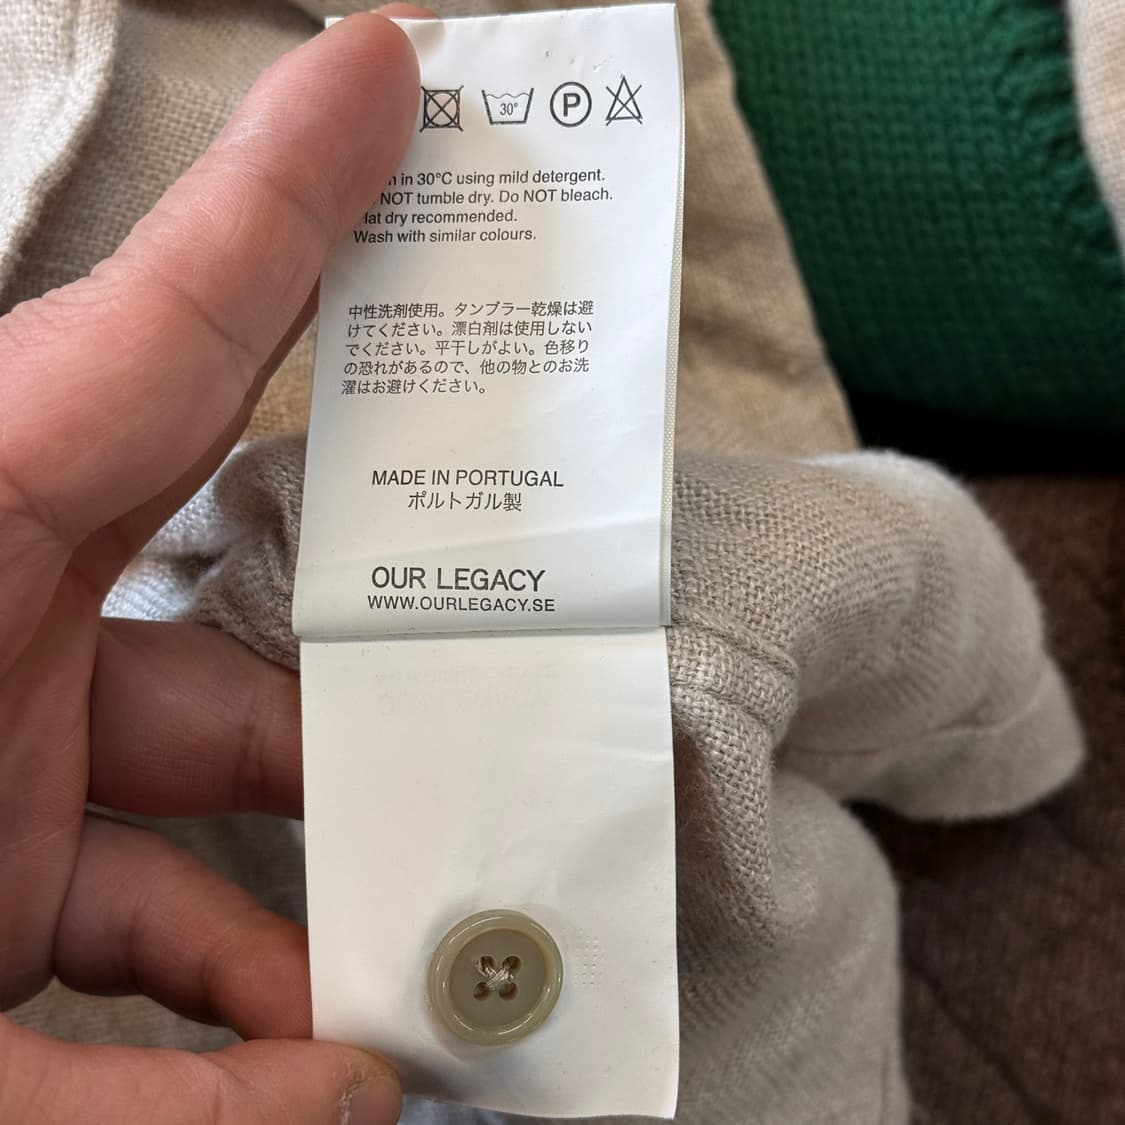 30° P
in 30°C using mild detergent.
NOT tumble dry. Do NOT bleach.
lat dry recommended.
Wash with similar colours.
中性洗剤使用。タンブラー乾燥は避
けてください。漂白剤は使用しない
でください。平干しがよい。色移り
の恐れがあるので、他の物とのお洗
濯はお避けください。
MADE IN PORTUGAL
ポルトガル製
OUR LEGACY
WWW.OURLEGACY.SE